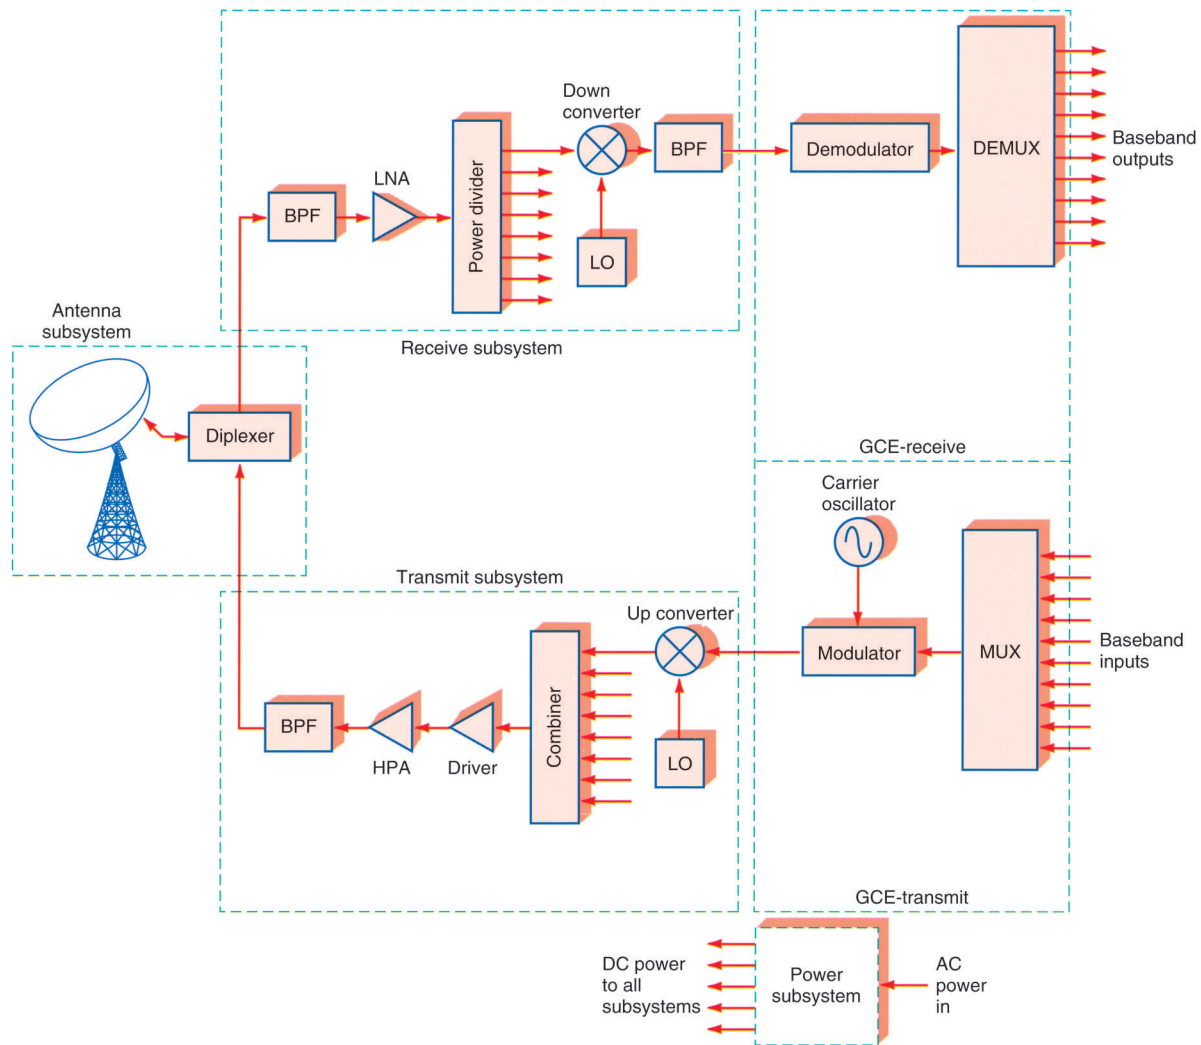 Down
converter
BPF
Demodulator
DEMUX
Baseband
outputs
LNA
BPF
Power divider
LO
Antenna
subsystem
Receive subsystem
Diplexer
GCE-receive
Carrier
oscillator
Transmit subsystem
Up converter
Modulator
MUX
Baseband
inputs
BPF
HPA
Driver
Combiner
LO
GCE-transmit
DC power
to all
subsystems
Power
subsystem
AC
power
in